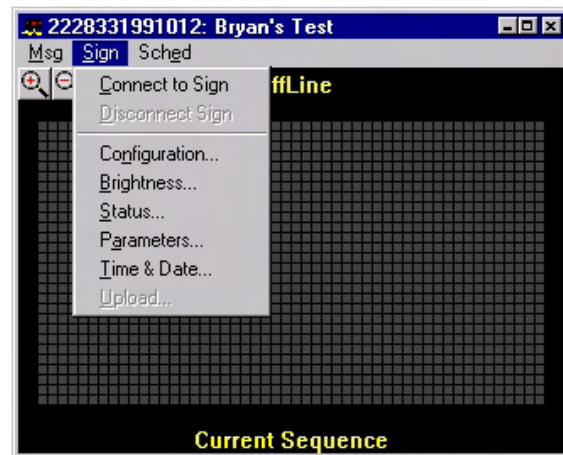 2228331991012: Bryan's Test
Msg Sign Sched
ffLine
Connect to Sign
Disconnect Sign
Configuration...
Brightness...
Status...
Parameters...
Time & Date...
Upload...
Current Sequence